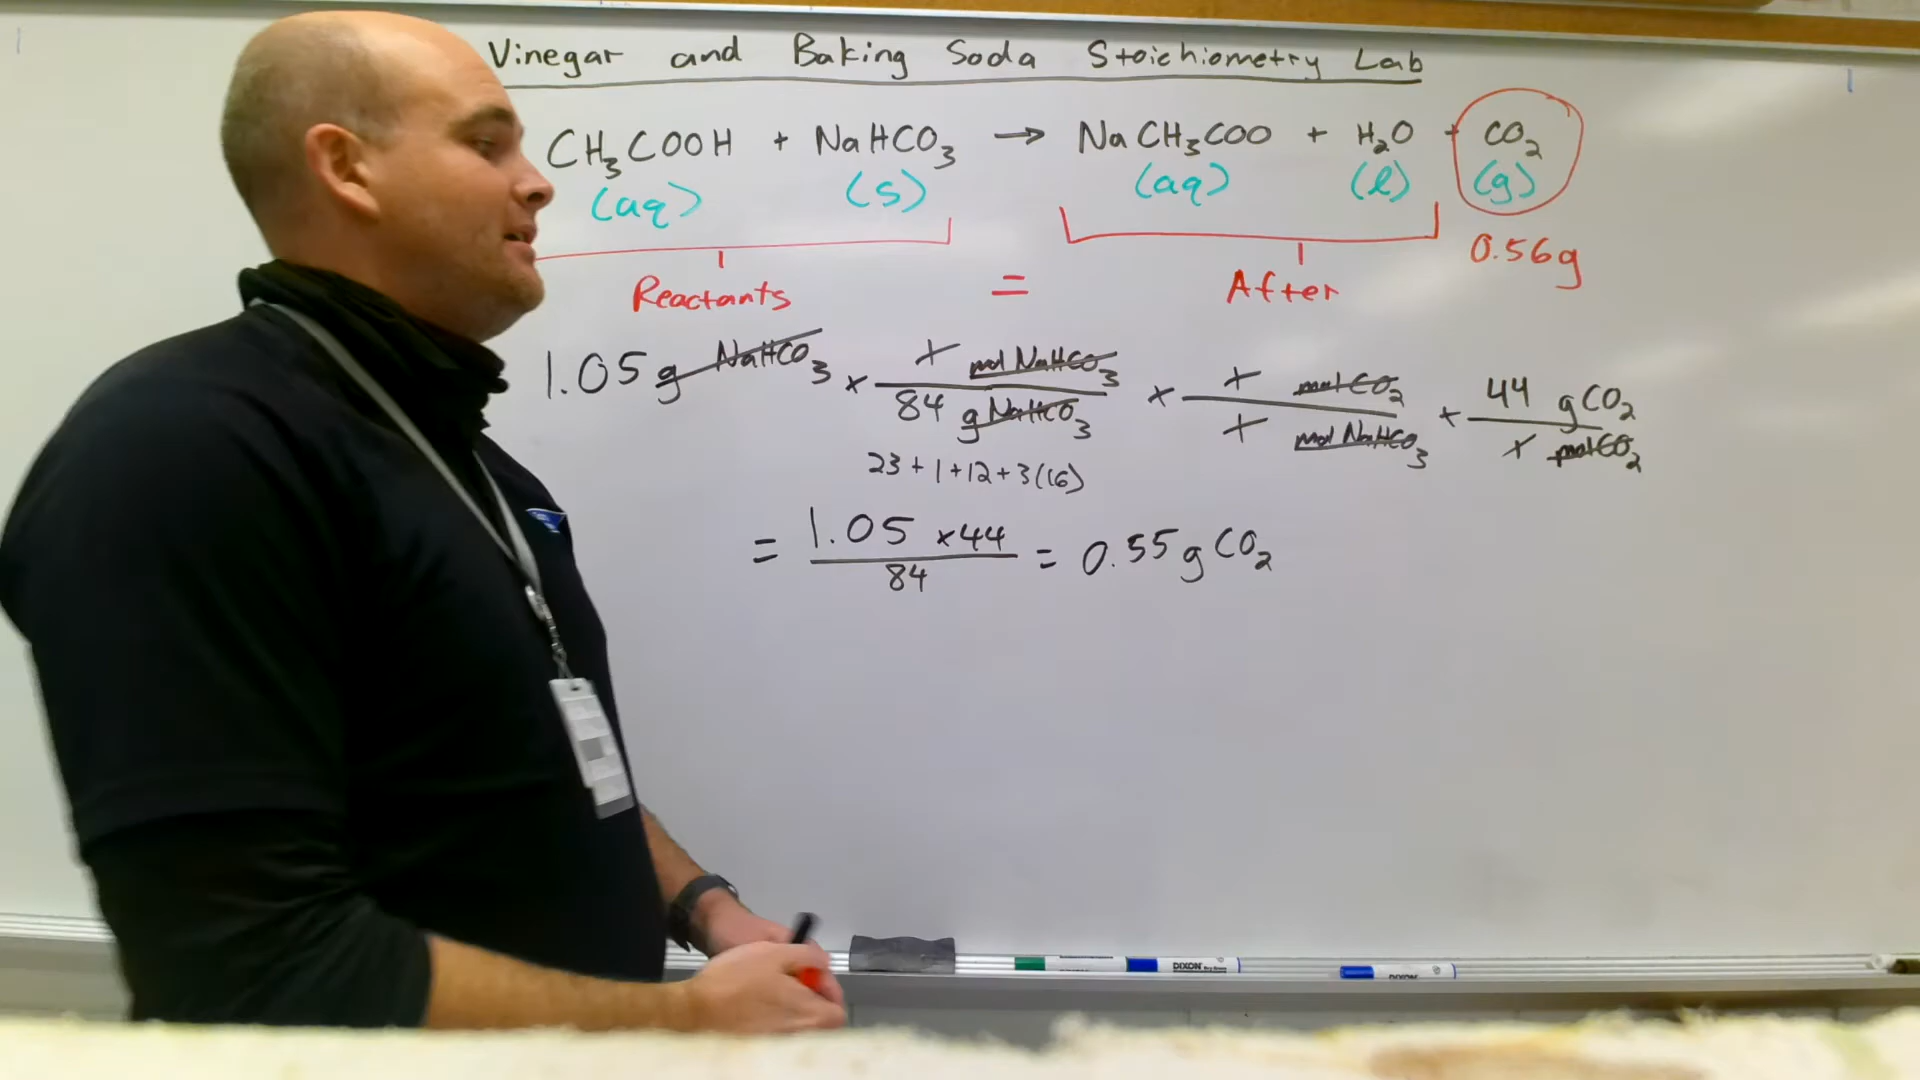 Vinegar and Baking Soda Stoichiometry Lab
CH₃COOH + NaHCO₃ → NaCH₃COO + H₂O + CO₂
(aq) (s) (aq) (l) (g)
0.56g
Reactants = After
1.05 g NaHCO₃ × 1 mol NaHCO₃ / 84 g NaHCO₃ × 1 mol CO₂ / 1 mol NaHCO₃ × 44 g CO₂ / 1 mol CO₂
23 + 1 + 12 + 3(16)
= 1.05 × 44 / 84 = 0.55 g CO₂
DIXON
DIXON